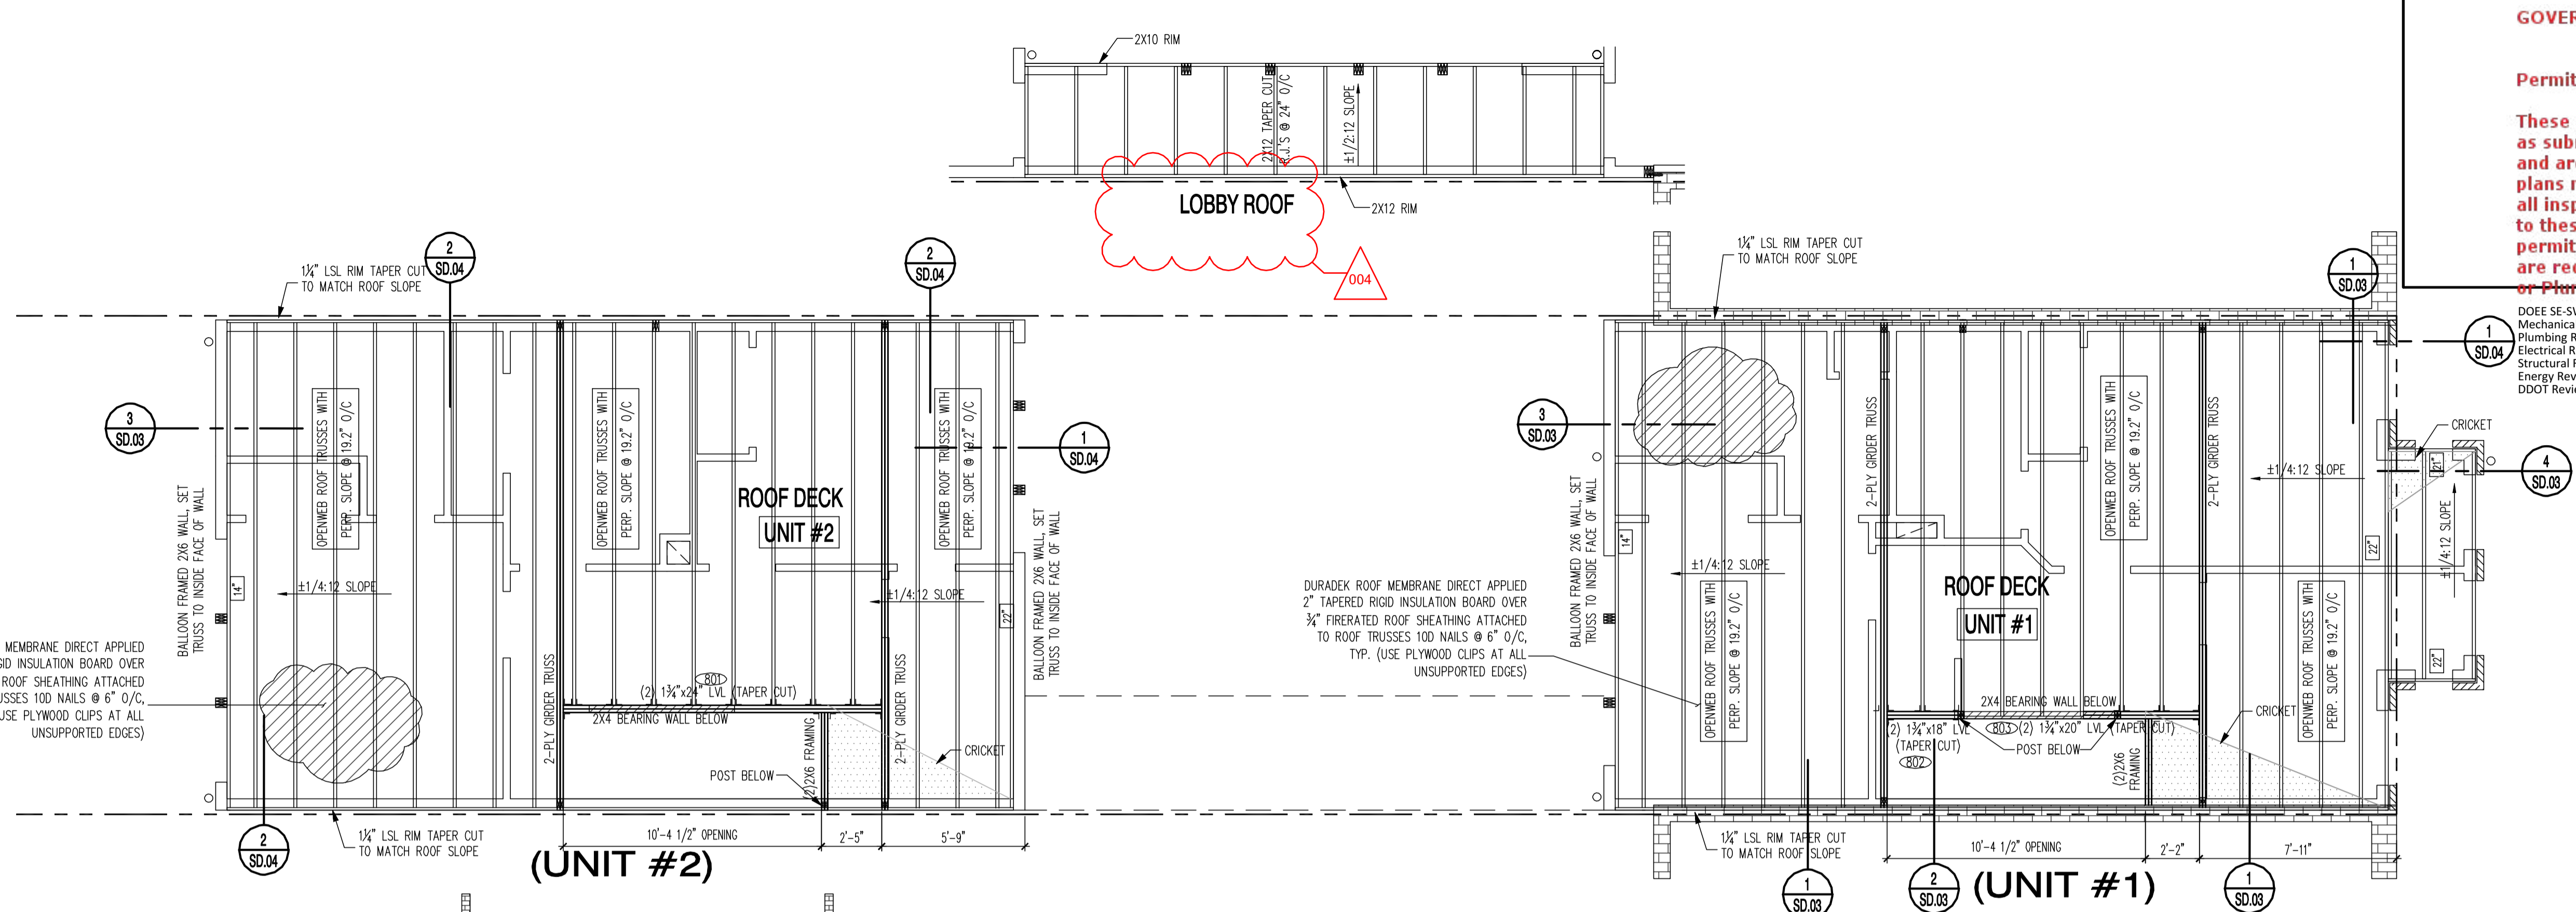 2X10 RIM
2X12 TAPER CUT
R.J.'S @ 24" O/C
±1/2:12 SLOPE
LOBBY ROOF
2X12 RIM
004
GOVER
Permit
These
as sub
and ar
plans
all insp
to thes
permit
are re
or Plu
DOEE SE-SW
Mechanica
Plumbing R
Electrical R
Structural R
Energy Rev
DDOT Revie
1¼" LSL RIM TAPER CUT
TO MATCH ROOF SLOPE
2
SD.04
2
SD.04
3
SD.03
1
SD.04
OPENWEB ROOF TRUSSES WITH
PERP. SLOPE @ 19.2" O/C
OPENWEB ROOF TRUSSES WITH
PERP. SLOPE @ 19.2" O/C
OPENWEB ROOF TRUSSES WITH
PERP. SLOPE @ 19.2" O/C
ROOF DECK
UNIT #2
BALLOON FRAMED 2X6 WALL, SET
TRUSS TO INSIDE FACE OF WALL
14"
±1/4:12 SLOPE
±1/4:12 SLOPE
22"
BALLOON FRAMED 2X6 WALL, SET
TRUSS TO INSIDE FACE OF WALL
MEMBRANE DIRECT APPLIED
GID INSULATION BOARD OVER
ROOF SHEATHING ATTACHED
USSES 10D NAILS @ 6" O/C,
USE PLYWOOD CLIPS AT ALL
UNSUPPORTED EDGES)
2-PLY GIRDER TRUSS
801
(2) 1¾"x24" LVL (TAPER CUT)
2X4 BEARING WALL BELOW
2-PLY GIRDER TRUSS
(2)2X6 FRAMING
POST BELOW
CRICKET
1¼" LSL RIM TAPER CUT
TO MATCH ROOF SLOPE
2
SD.04
10'-4 1/2" OPENING
2'-5"
5'-9"
(UNIT #2)
1¼" LSL RIM TAPER CUT
TO MATCH ROOF SLOPE
1
SD.03
1
SD.04
3
SD.03
4
SD.03
2-PLY GIRDER TRUSS
OPENWEB ROOF TRUSSES WITH
PERP. SLOPE @ 19.2" O/C
2-PLY GIRDER TRUSS
±1/4:12 SLOPE
CRICKET
21"
±1/4:12 SLOPE
22"
22"
BALLOON FRAMED 2X6 WALL, SET
TRUSS TO INSIDE FACE OF WALL
14"
±1/4:12 SLOPE
DURADEK ROOF MEMBRANE DIRECT APPLIED
2" TAPERED RIGID INSULATION BOARD OVER
¾" FIRERATED ROOF SHEATHING ATTACHED
TO ROOF TRUSSES 10D NAILS @ 6" O/C,
TYP. (USE PLYWOOD CLIPS AT ALL
UNSUPPORTED EDGES)
OPENWEB ROOF TRUSSES WITH
PERP. SLOPE @ 19.2" O/C
ROOF DECK
UNIT #1
OPENWEB ROOF TRUSSES WITH
PERP. SLOPE @ 19.2" O/C
2X4 BEARING WALL BELOW
(2) 1¾"x18" LVL
(TAPER CUT)
802
803
(2) 1¾"x20" LVL (TAPER CUT)
POST BELOW
(2)2X6
FRAMING
CRICKET
1¼" LSL RIM TAPER CUT
TO MATCH ROOF SLOPE
10'-4 1/2" OPENING
2'-2"
7'-11"
1
SD.03
2
SD.03
(UNIT #1)
1
SD.03